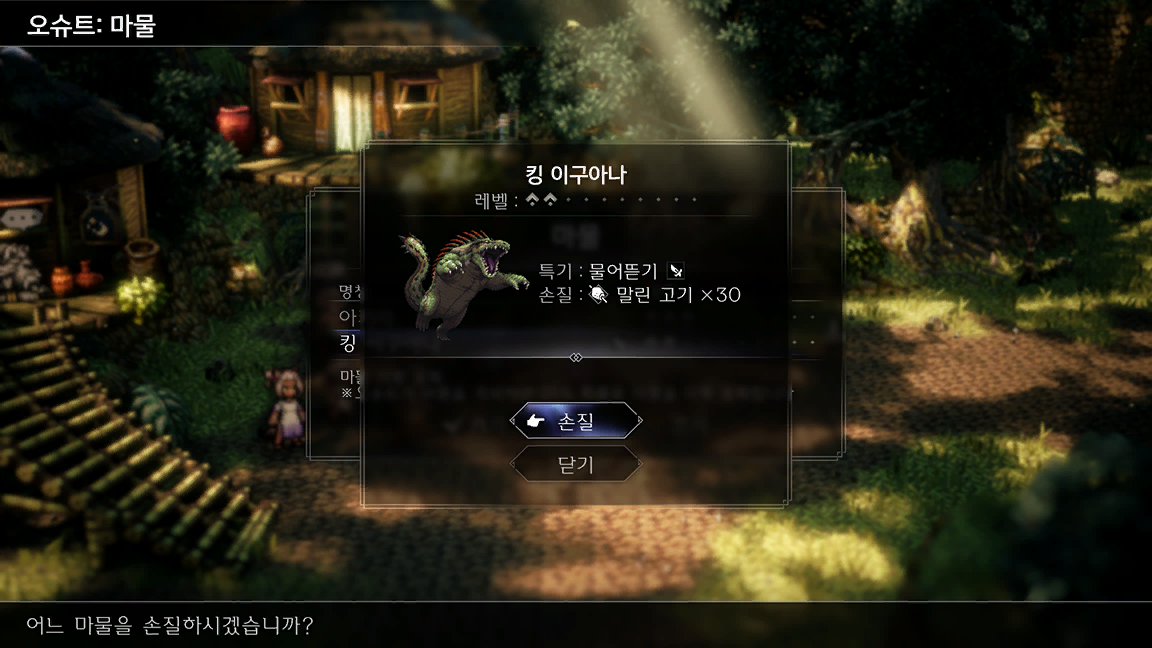 오슈트: 마물
킹 이구아나
레벨 :
특기 : 물어뜯기
손질 : 말린 고기 ×30
킹
손질
닫기
어느 마물을 손질하시겠습니까?